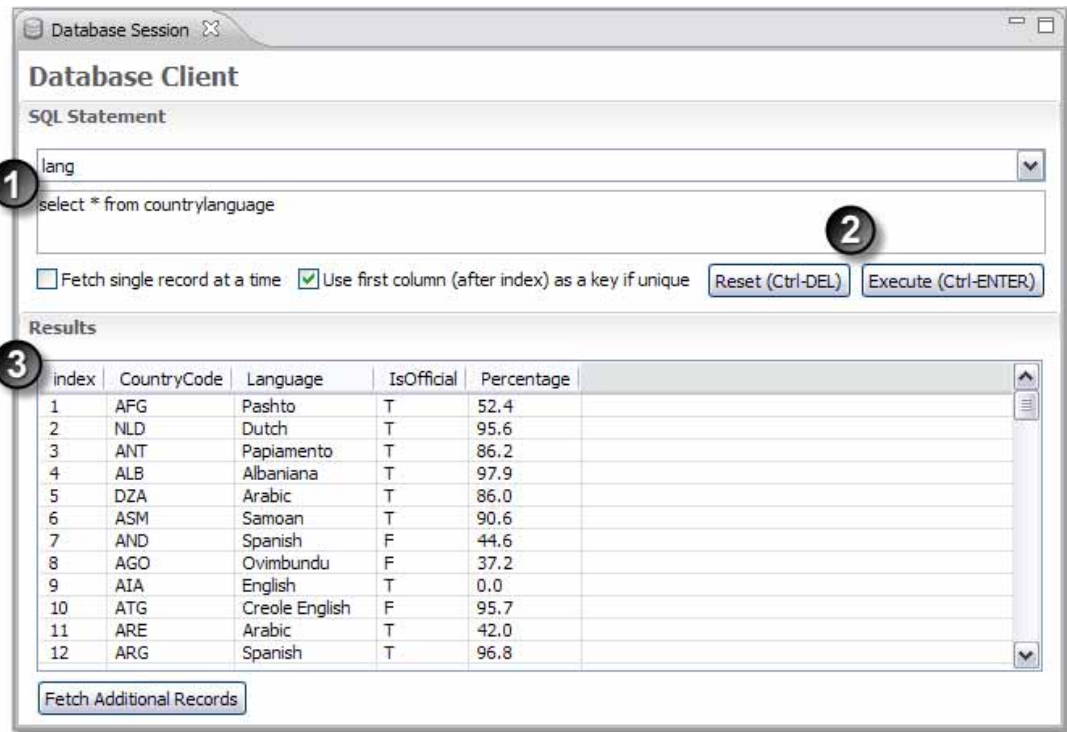 Database Session
Database Client
SQL Statement
lang
1
select * from countrylanguage
2
Fetch single record at a time Use first column (after index) as a key if unique Reset (Ctrl-DEL) Execute (Ctrl-ENTER)
Results
3
index CountryCode Language IsOfficial Percentage
1 AFG Pashto T 52.4
2 NLD Dutch T 95.6
3 ANT Papiamento T 86.2
4 ALB Albaniana T 97.9
5 DZA Arabic T 86.0
6 ASM Samoan T 90.6
7 AND Spanish F 44.6
8 AGO Ovimbundu F 37.2
9 AIA English T 0.0
10 ATG Creole English F 95.7
11 ARE Arabic T 42.0
12 ARG Spanish T 96.8
Fetch Additional Records